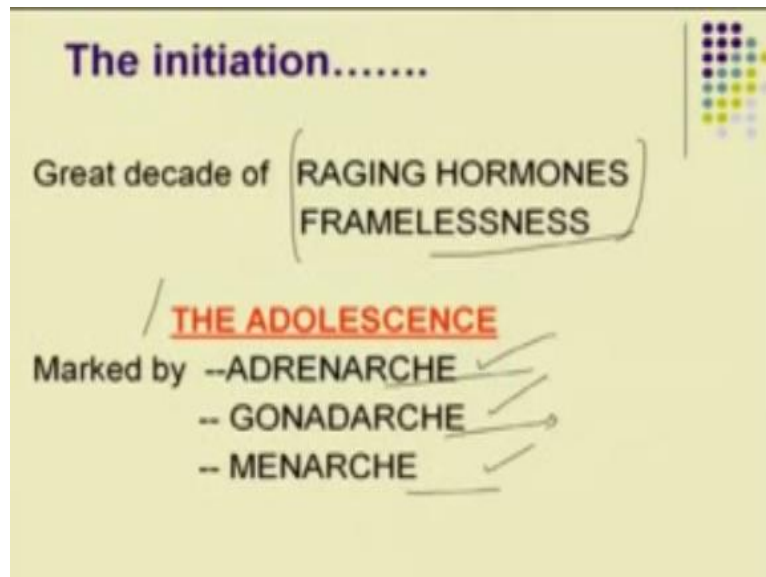 The initiation.......
Great decade of RAGING HORMONES
FRAMELESSNESS
THE ADOLESCENCE
Marked by --ADRENARCHE
-- GONADARCHE
-- MENARCHE